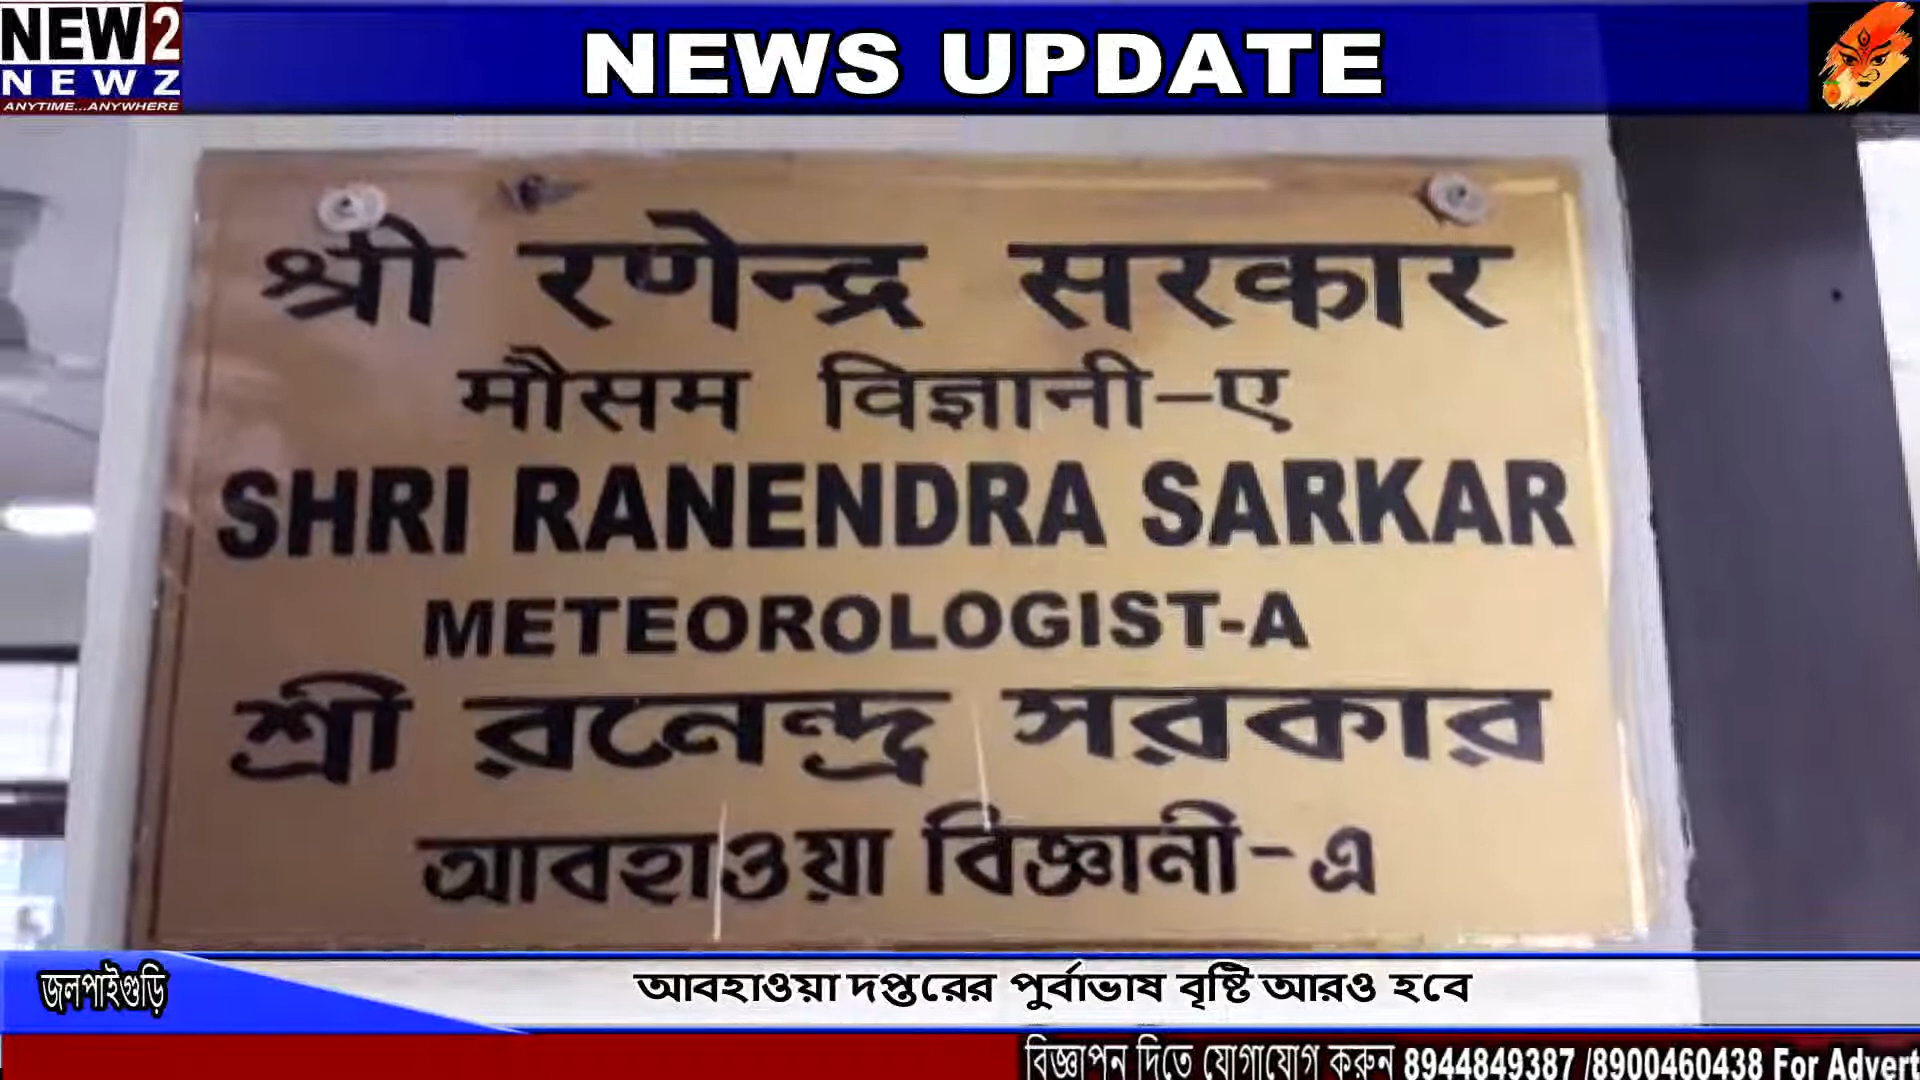 NEW2
NEWZ
ANYTIME...ANYWHERE
NEWS UPDATE
श्री रणेन्द्र सरकार
मौसम विज्ञानी-ए
SHRI RANENDRA SARKAR
METEOROLOGIST-A
শ্রী রনেন্দ্র সরকার
আবহাওয়া বিজ্ঞানী-এ
জলপাইগুড়ি
আবহাওয়া দপ্তরের পুর্বাভাষ বৃষ্টি আরও হবে
বিজ্ঞাপন দিতে যোগাযোগ করুন 8944849387 /8900460438 For Advert